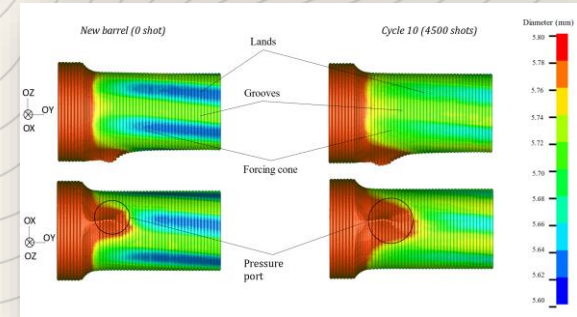 New barrel (0 shot)
Cycle 10 (4500 shots)
Diameter (mm)
Lands
Grooves
Forcing cone
Pressure
port
OZ
OY
OX
OX
OY
OZ
5.80
5.78
5.76
5.74
5.72
5.70
5.68
5.66
5.64
5.62
5.60